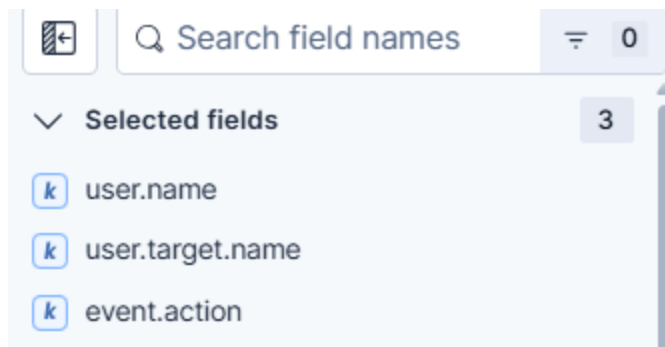 Search field names 0
Selected fields 3
k user.name
k user.target.name
k event.action